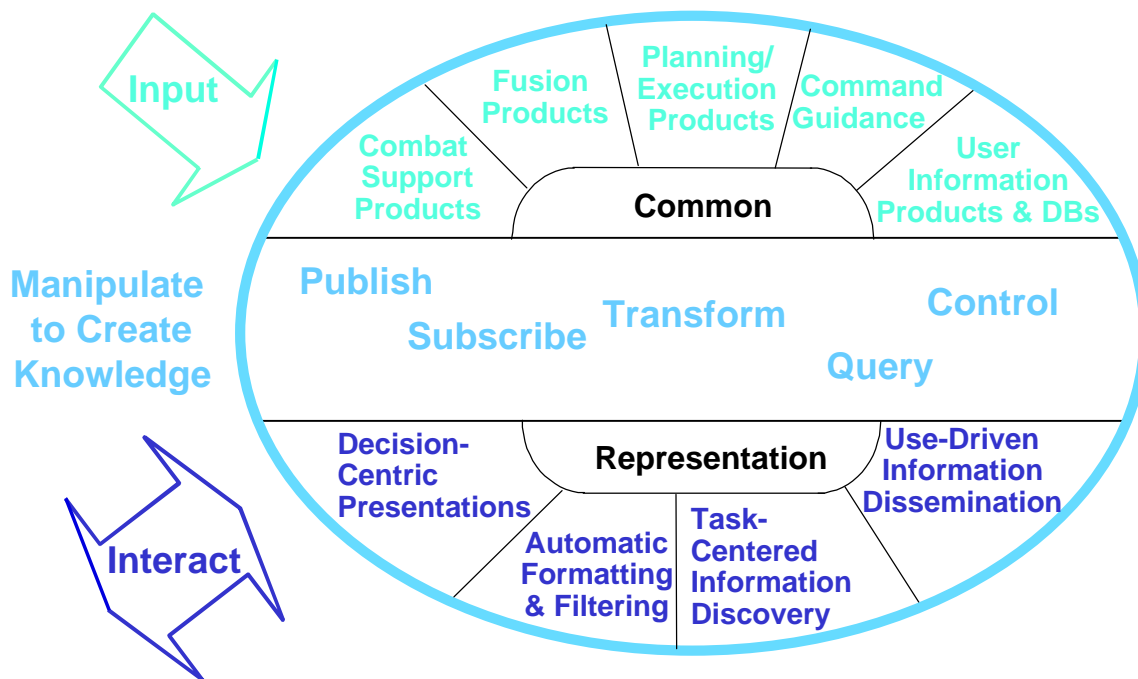 Input
Combat
Support
Products
Fusion
Products
Planning/
Execution
Products
Command
Guidance
User
Information
Products & DBs
Common
Manipulate
to Create
Knowledge
Publish
Subscribe
Transform
Query
Control
Interact
Decision-
Centric
Presentations
Representation
Automatic
Formatting
& Filtering
Task-
Centered
Information
Discovery
Use-Driven
Information
Dissemination